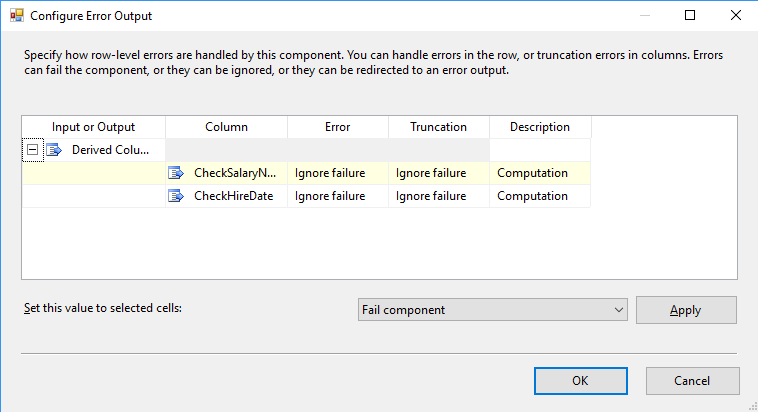 Configure Error Output
Specify how row-level errors are handled by this component. You can handle errors in the row, or truncation errors in columns. Errors
can fail the component, or they can be ignored, or they can be redirected to an error output.
Input or Output Column Error Truncation Description
Derived Colu...
CheckSalaryN... Ignore failure Ignore failure Computation
CheckHireDate Ignore failure Ignore failure Computation
Set this value to selected cells: Fail component Apply
OK Cancel